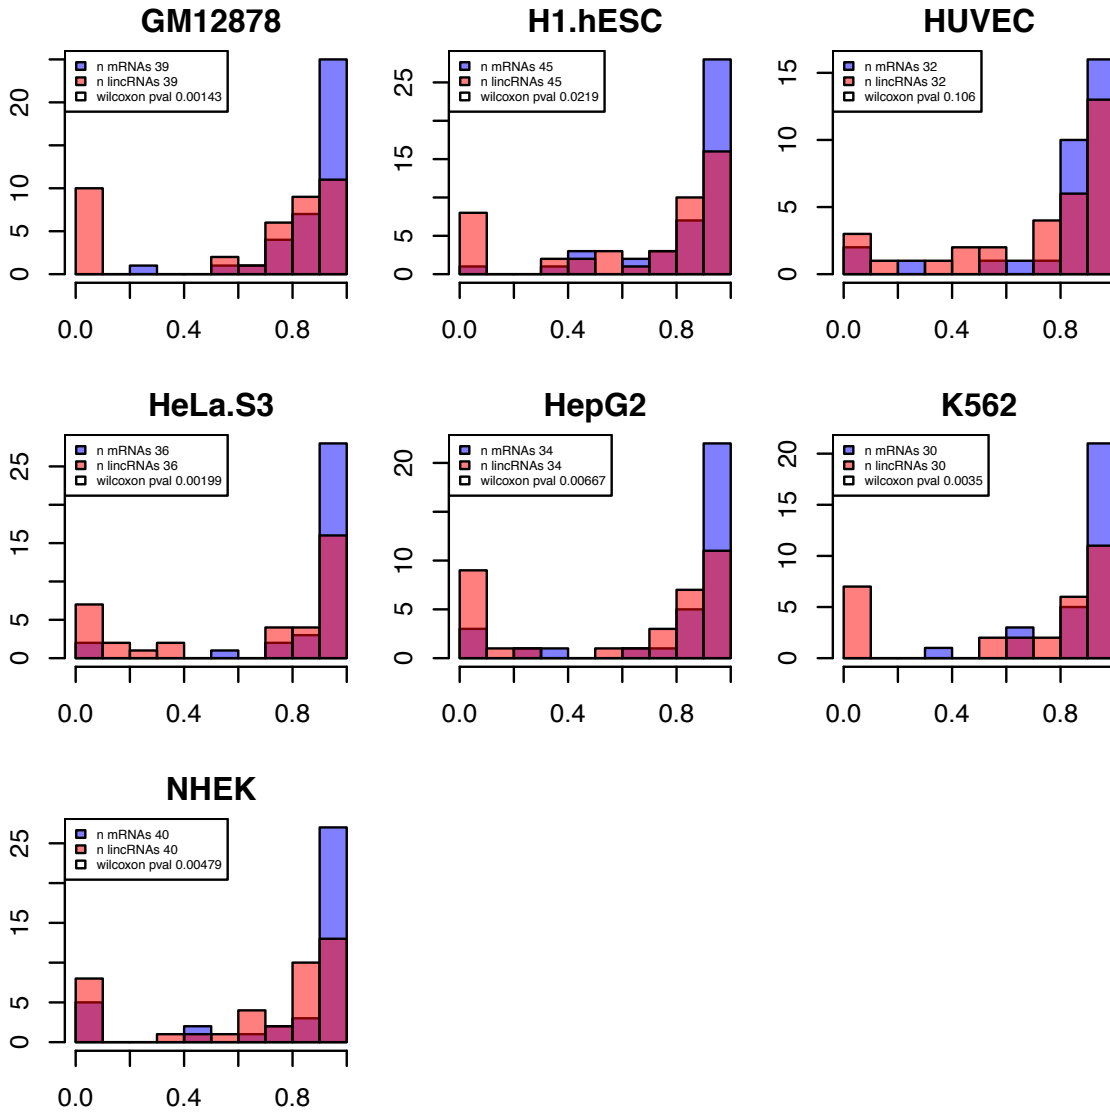 GM12878
n mRNAs 39
n lincRNAs 39
wilcoxon pval 0.00143
0 5 10 20
0.0 0.4 0.8
H1.hESC
n mRNAs 45
n lincRNAs 45
wilcoxon pval 0.0219
0 5 15 25
0.0 0.4 0.8
HUVEC
n mRNAs 32
n lincRNAs 32
wilcoxon pval 0.106
0 5 10 15
0.0 0.4 0.8
HeLa.S3
n mRNAs 36
n lincRNAs 36
wilcoxon pval 0.00199
0 5 15 25
0.0 0.4 0.8
HepG2
n mRNAs 34
n lincRNAs 34
wilcoxon pval 0.00667
0 5 10 20
0.0 0.4 0.8
K562
n mRNAs 30
n lincRNAs 30
wilcoxon pval 0.0035
0 5 10 15 20
0.0 0.4 0.8
NHEK
n mRNAs 40
n lincRNAs 40
wilcoxon pval 0.00479
0 5 15 25
0.0 0.4 0.8